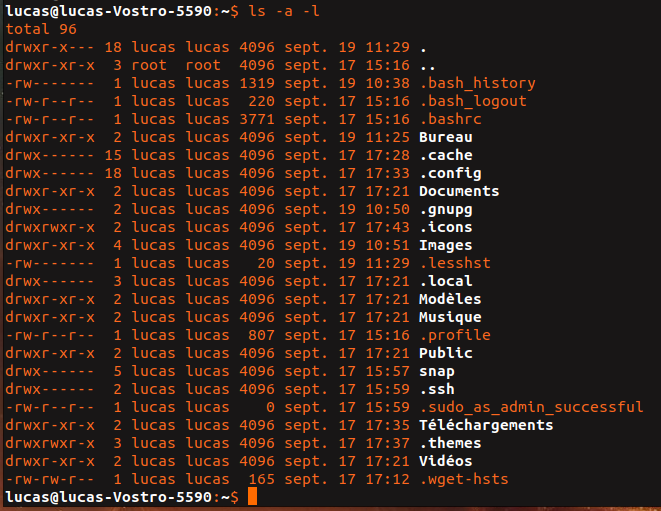 lucas@lucas-Vostro-5590:~$ ls -a -l
total 96
drwxr-x--- 18 lucas lucas 4096 sept. 19 11:29 .
drwxr-xr-x  3 root  root  4096 sept. 17 15:16 ..
-rw-------  1 lucas lucas 1319 sept. 19 10:38 .bash_history
-rw-r--r--  1 lucas lucas  220 sept. 17 15:16 .bash_logout
-rw-r--r--  1 lucas lucas 3771 sept. 17 15:16 .bashrc
drwxr-xr-x  2 lucas lucas 4096 sept. 19 11:25 Bureau
drwx------ 15 lucas lucas 4096 sept. 17 17:28 .cache
drwx------ 18 lucas lucas 4096 sept. 17 17:33 .config
drwxr-xr-x  2 lucas lucas 4096 sept. 17 17:21 Documents
drwx------  2 lucas lucas 4096 sept. 19 10:50 .gnupg
drwxrwxr-x  2 lucas lucas 4096 sept. 17 17:43 .icons
drwxr-xr-x  4 lucas lucas 4096 sept. 19 10:51 Images
-rw-------  1 lucas lucas   20 sept. 19 11:29 .lesshst
drwx------  3 lucas lucas 4096 sept. 17 17:21 .local
drwxr-xr-x  2 lucas lucas 4096 sept. 17 17:21 Modèles
drwxr-xr-x  2 lucas lucas 4096 sept. 17 17:21 Musique
-rw-r--r--  1 lucas lucas  807 sept. 17 15:16 .profile
drwxr-xr-x  2 lucas lucas 4096 sept. 17 17:21 Public
drwx------  5 lucas lucas 4096 sept. 17 15:57 snap
drwx------  2 lucas lucas 4096 sept. 17 15:59 .ssh
-rw-r--r--  1 lucas lucas    0 sept. 17 15:59 .sudo_as_admin_successful
drwxr-xr-x  2 lucas lucas 4096 sept. 17 17:35 Téléchargements
drwxrwxr-x  3 lucas lucas 4096 sept. 17 17:37 .themes
drwxr-xr-x  2 lucas lucas 4096 sept. 17 17:21 Vidéos
-rw-rw-r--  1 lucas lucas  165 sept. 17 17:12 .wget-hsts
lucas@lucas-Vostro-5590:~$